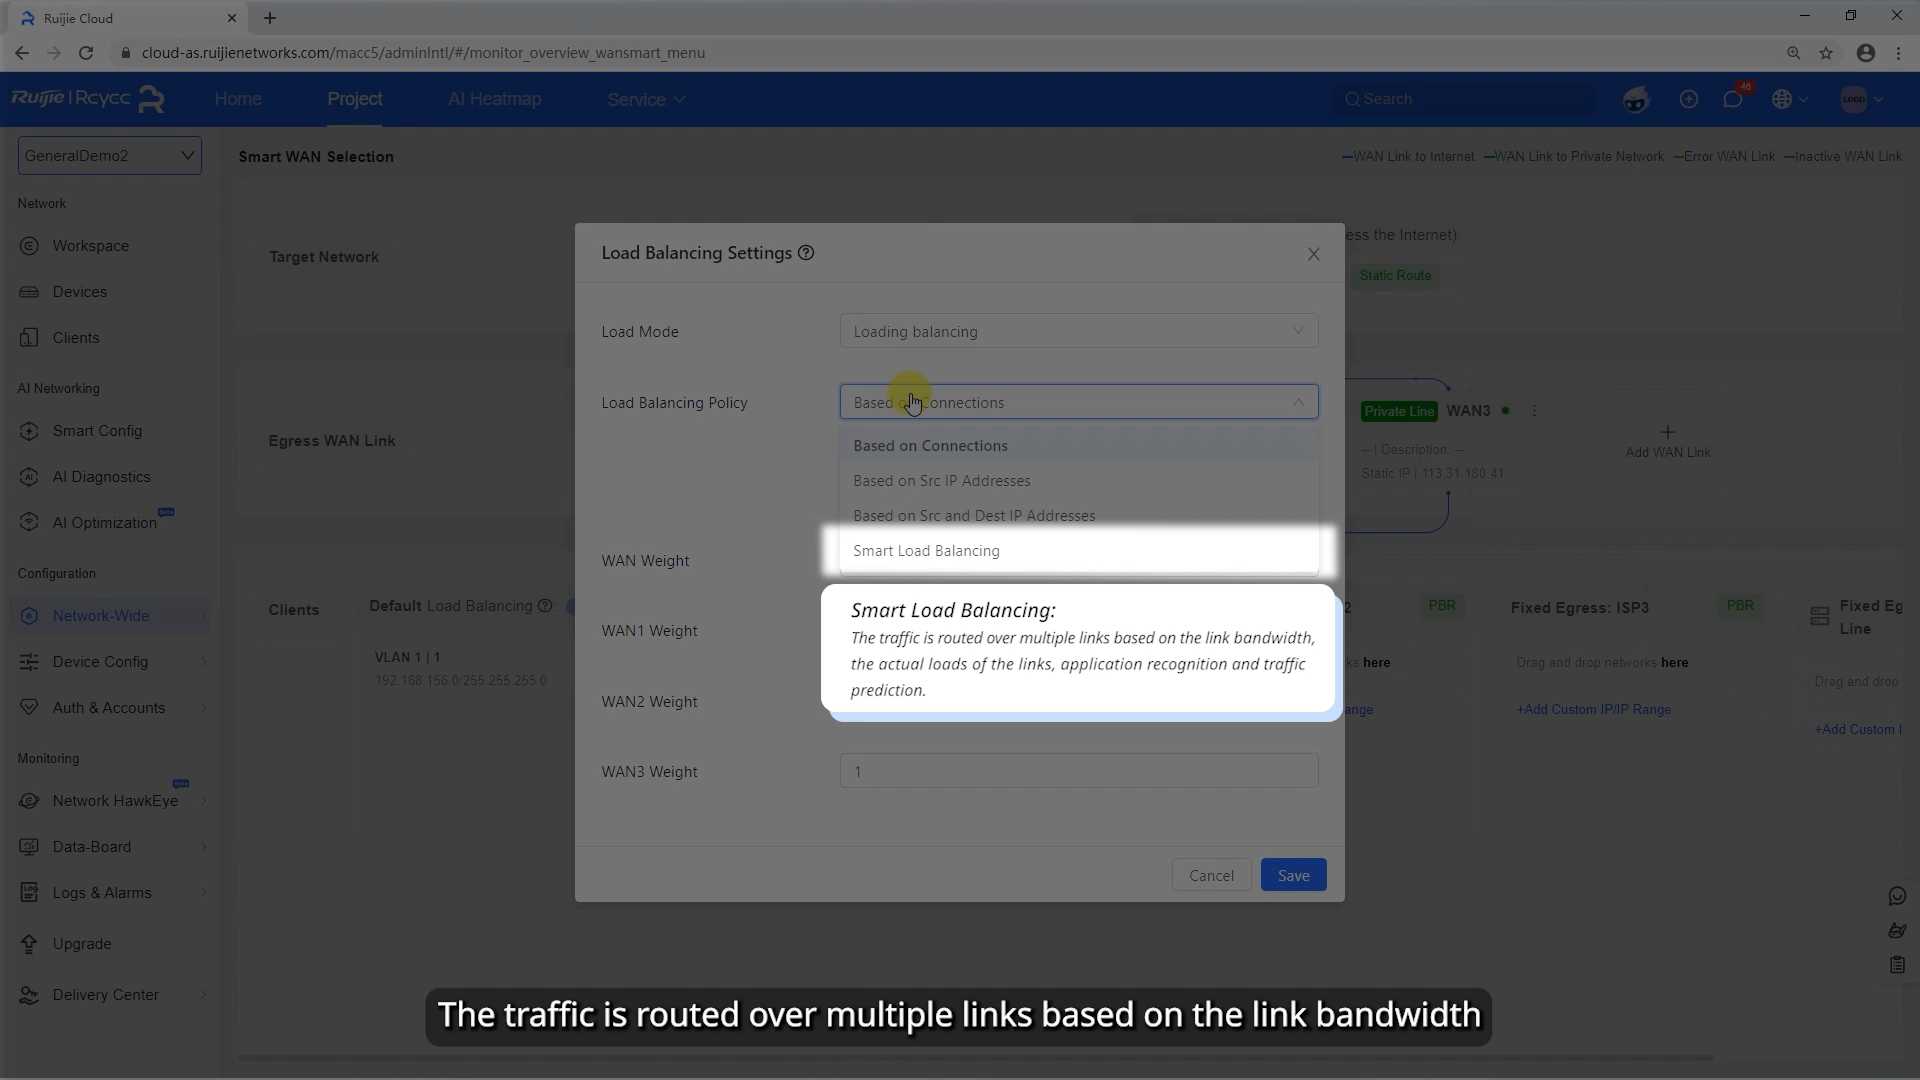 Ruijie Cloud
cloud-as.ruijienetworks.com/macc5/adminIntl/#/monitor_overview_wansmart_menu
Ruijie | Rcycc
Home
Project
AI Heatmap
Service
Search
46
LOGO
GeneralDemo2
Smart WAN Selection
WAN Link to Internet
WAN Link to Private Network
Error WAN Link
Inactive WAN Link
Network
Workspace
Devices
Clients
AI Networking
Smart Config
AI Diagnostics
AI Optimization
Beta
Configuration
Network-Wide
Device Config
Auth & Accounts
Monitoring
Network HawkEye
Beta
Data-Board
Logs & Alarms
Upgrade
Delivery Center
Target Network
ess the Internet)
Static Route
Egress WAN Link
Private Line WAN3
-- | Description: --
Static IP | 113.31.180.41
Add WAN Link
Clients
Default Load Balancing
VLAN 1 | 1
192.168.156.0/255.255.255.0
2
PBR
ks here
ange
Fixed Egress: ISP3
PBR
Drag and drop networks here
+Add Custom IP/IP Range
Fixed Eg
Line
Drag and drop
+Add Custom I
Load Balancing Settings
Load Mode
Loading balancing
Load Balancing Policy
Based on Connections
Based on Connections
Based on Src IP Addresses
Based on Src and Dest IP Addresses
Smart Load Balancing
WAN Weight
Smart Load Balancing:
The traffic is routed over multiple links based on the link bandwidth,
the actual loads of the links, application recognition and traffic
prediction.
WAN1 Weight
WAN2 Weight
WAN3 Weight
1
Cancel
Save
The traffic is routed over multiple links based on the link bandwidth